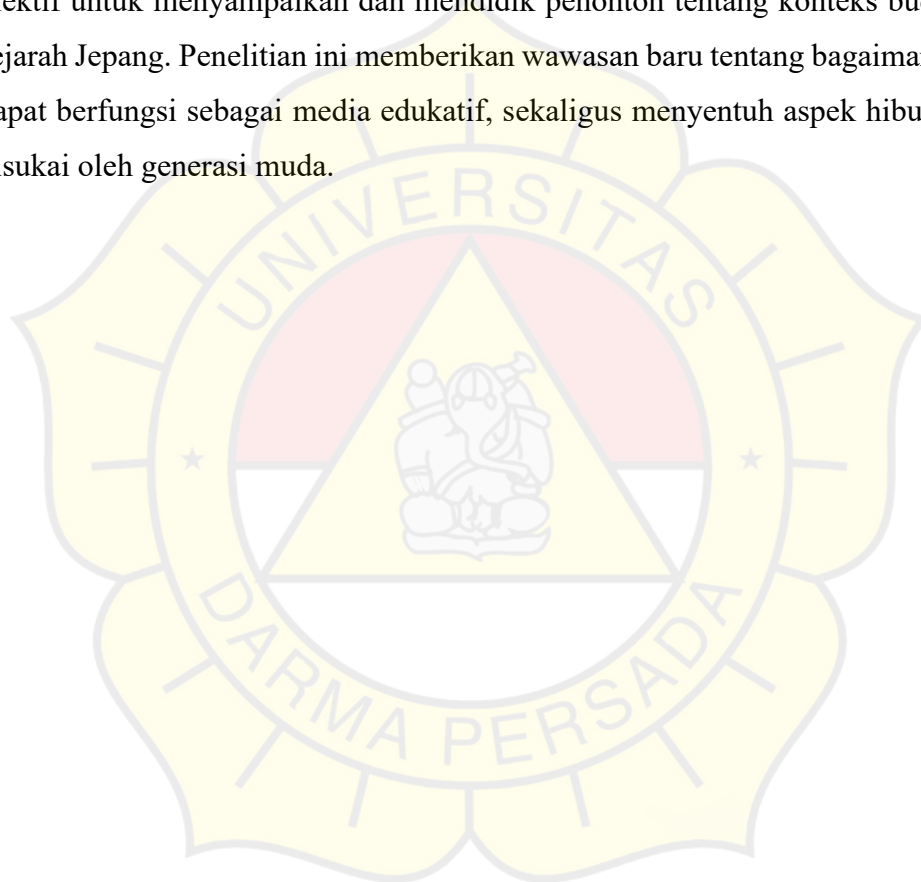 ektif untuk menyampaikan dan mendidik penonton tentang konteks bu
ejarah Jepang. Penelitian ini memberikan wawasan baru tentang bagaima
apat berfungsi sebagai media edukatif, sekaligus menyentuh aspek hibu
sukai oleh generasi muda.
UNIVERSITAS
DARMA PERSADA